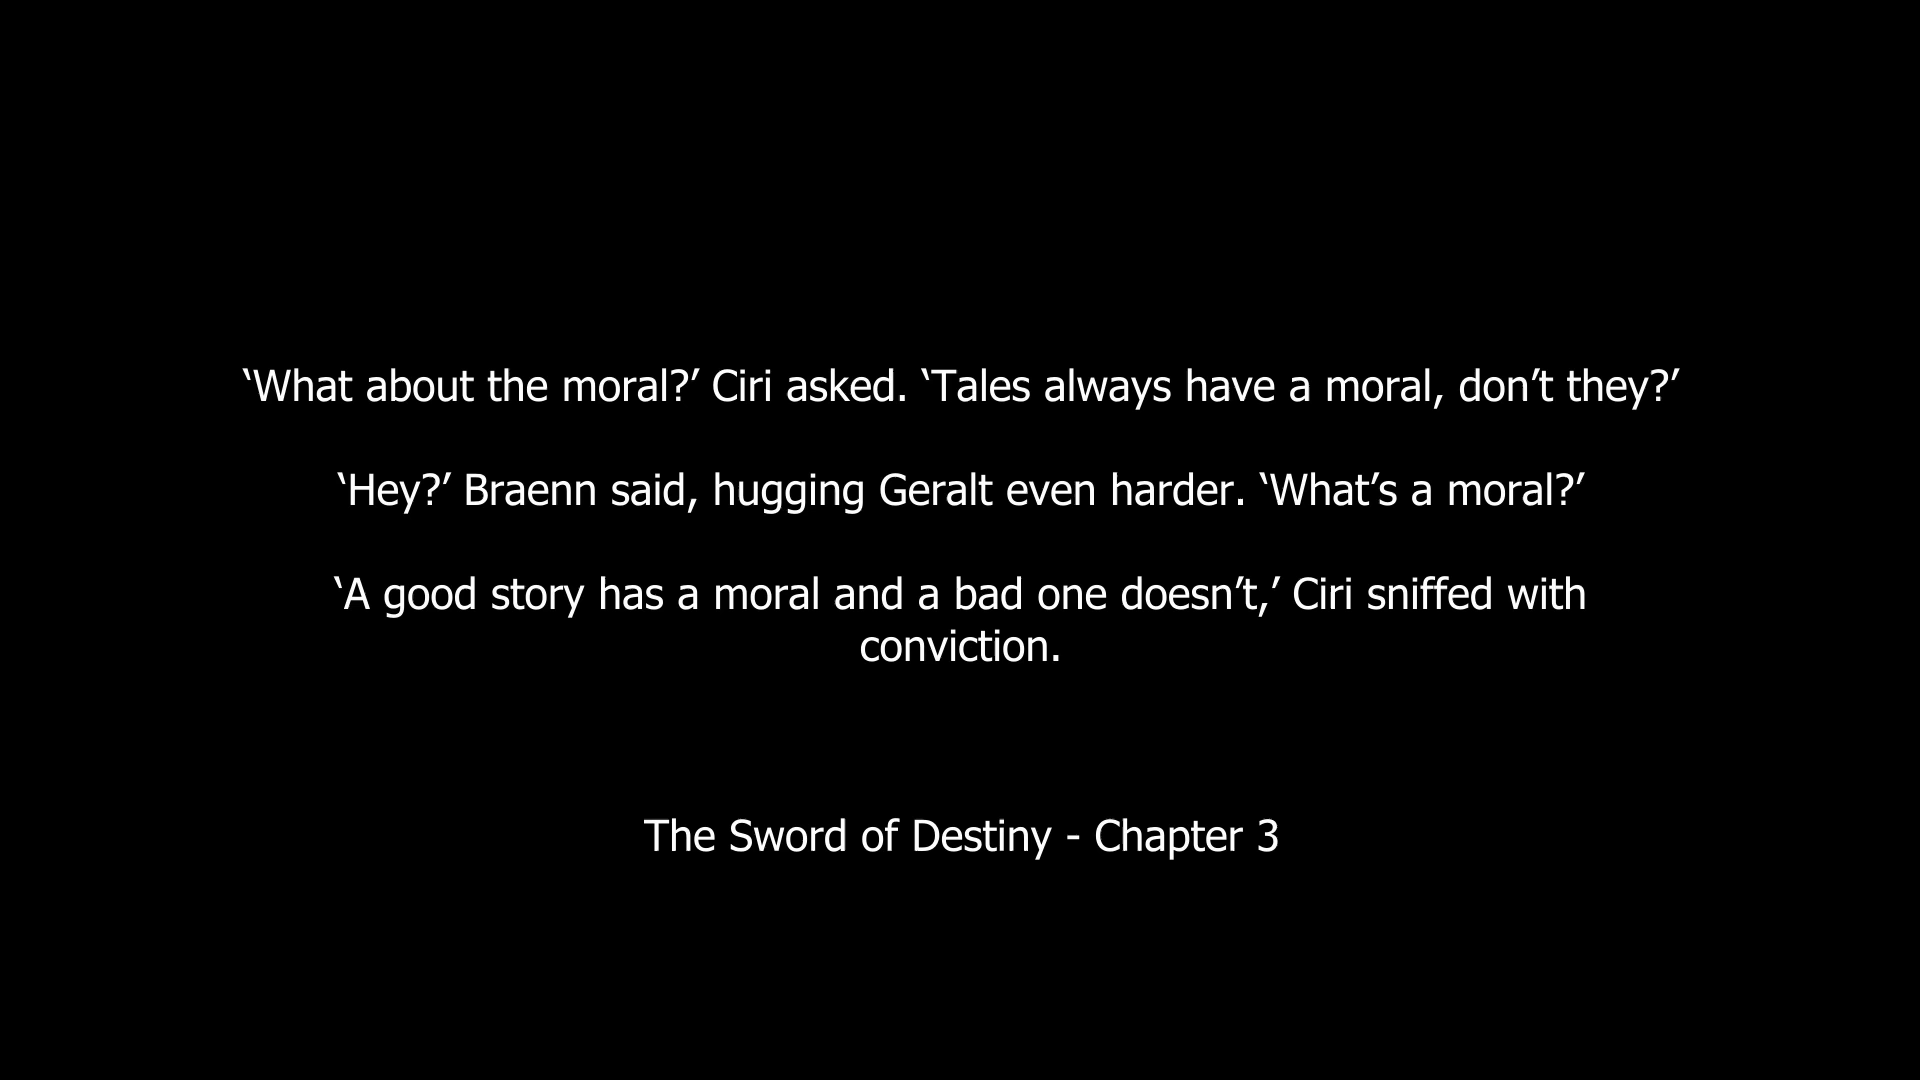 ‘What about the moral?’ Ciri asked. ‘Tales always have a moral, don’t they?’
‘Hey?’ Braenn said, hugging Geralt even harder. ‘What’s a moral?’
‘A good story has a moral and a bad one doesn’t,’ Ciri sniffed with
conviction.
The Sword of Destiny - Chapter 3